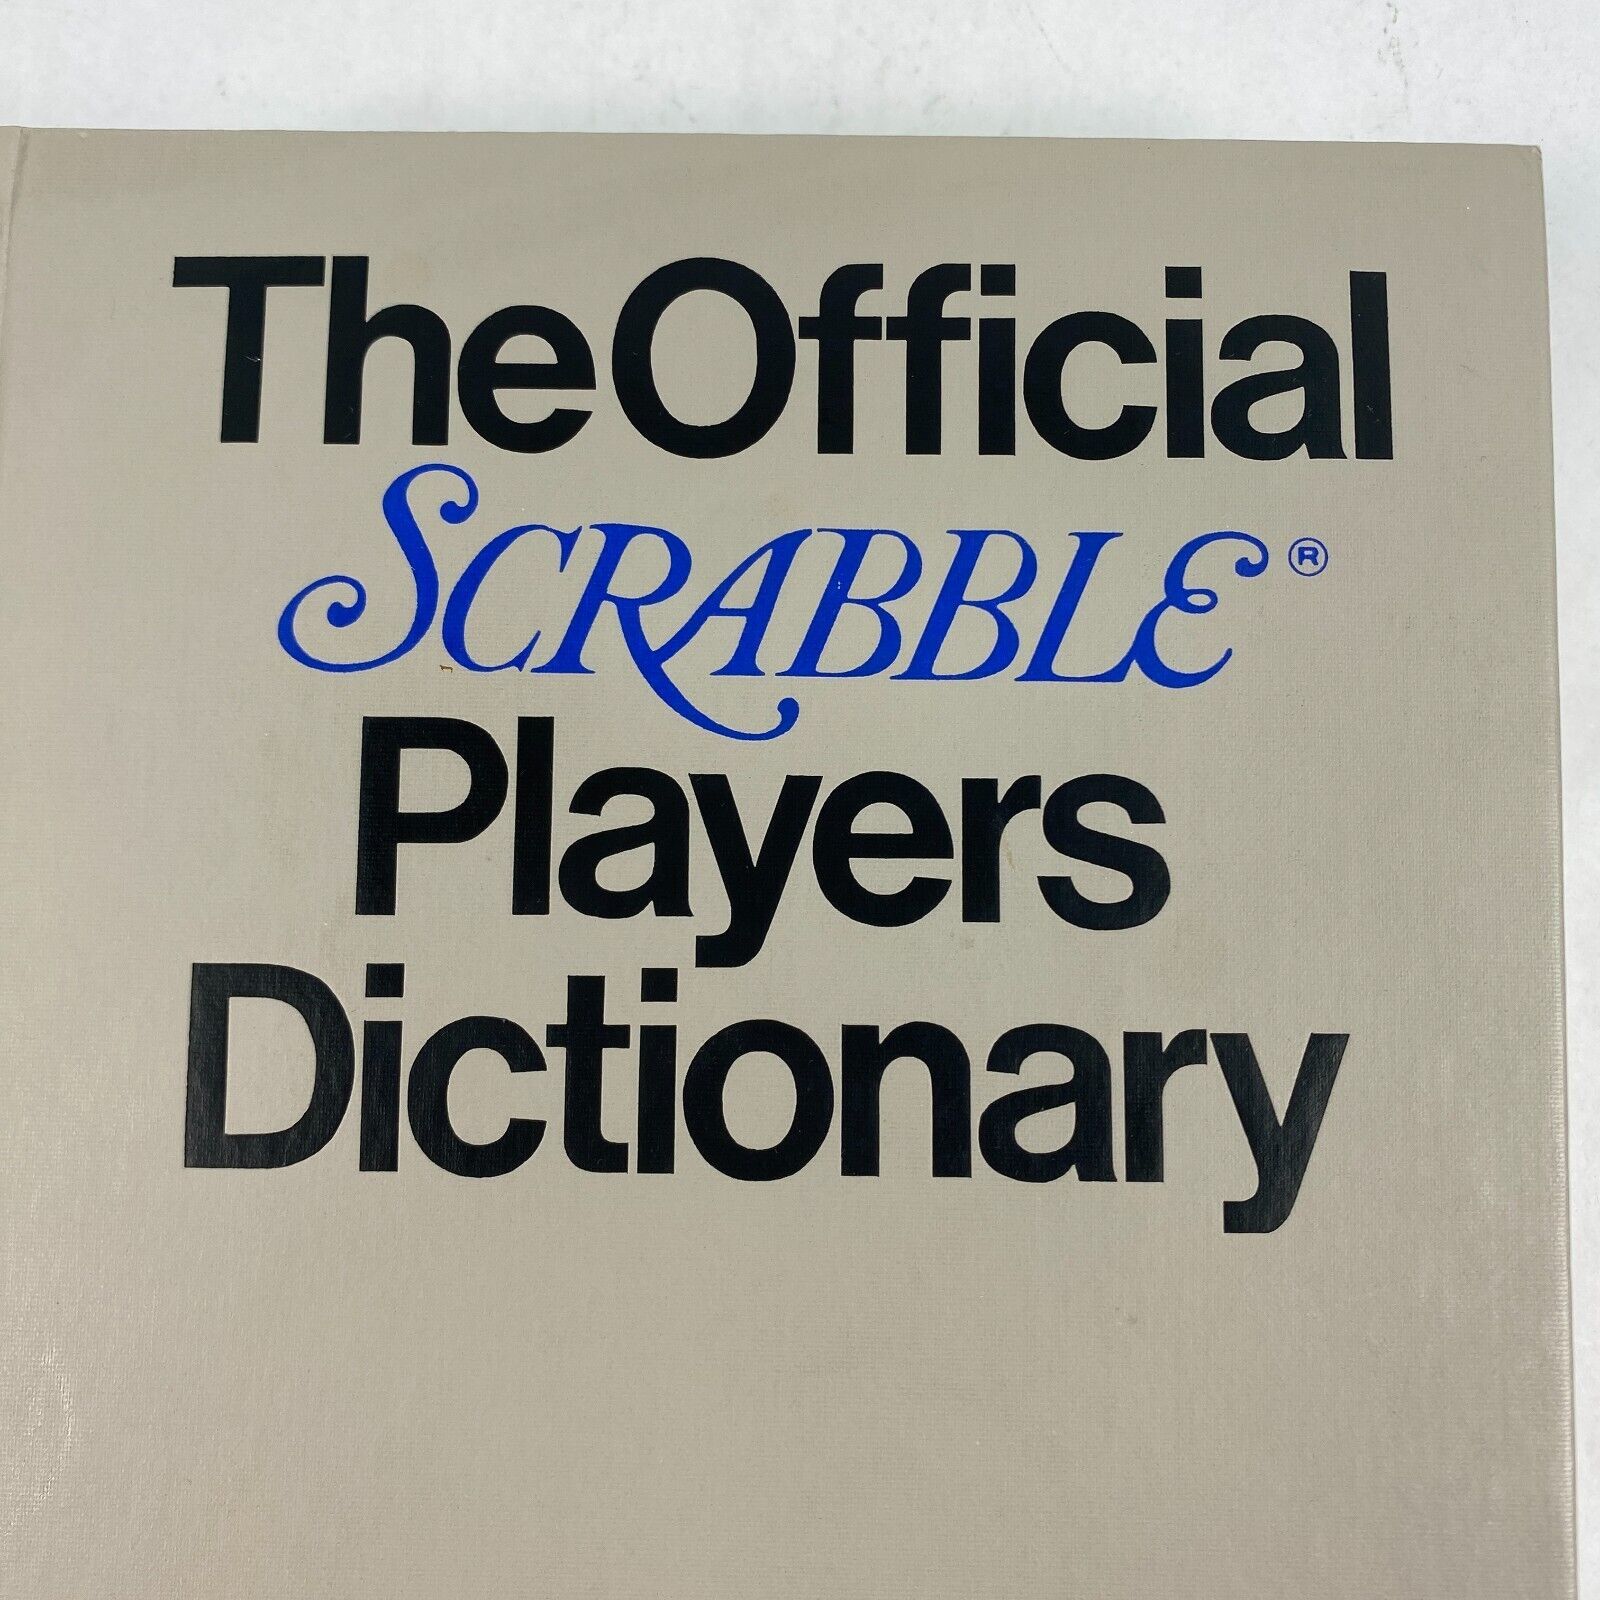 The Official
SCRABBLE®
Players
Dictionary